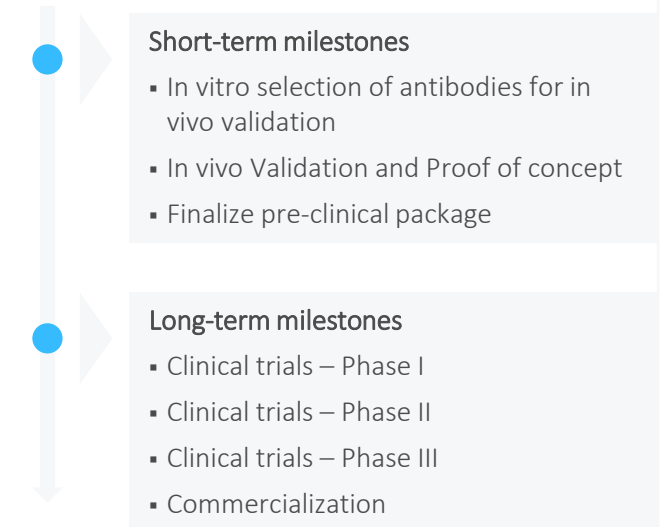 Short-term milestones
▪ In vitro selection of antibodies for in
vivo validation
▪ In vivo Validation and Proof of concept
▪ Finalize pre-clinical package
Long-term milestones
▪ Clinical trials – Phase I
▪ Clinical trials – Phase II
▪ Clinical trials – Phase III
▪ Commercialization